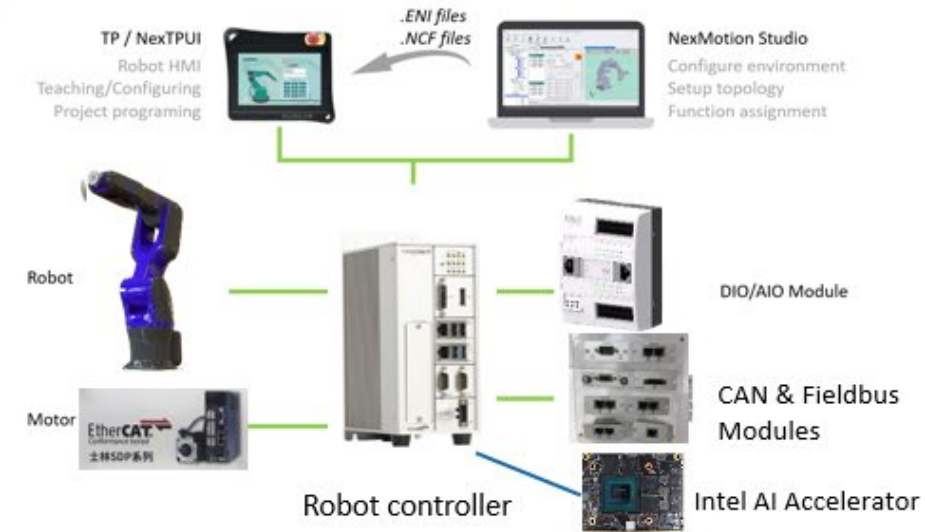 .ENI files
.NCF files
TP / NexTPUI
Robot HMI
Teaching/Configuring
Project programing
NexMotion Studio
Configure environment
Setup topology
Function assignment
Robot
DIO/AIO Module
Motor
EtherCAT
Conformance tested
士林SDP系列
CAN & Fieldbus
Modules
Robot controller
Intel AI Accelerator